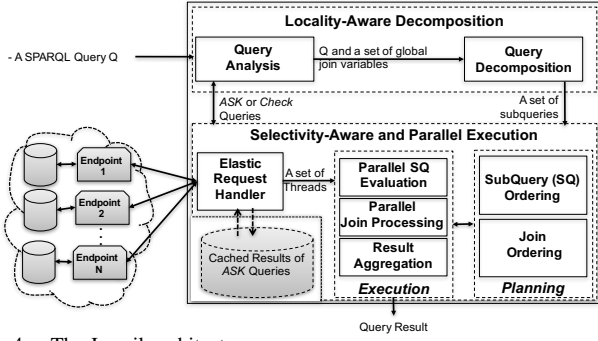 Locality-Aware Decomposition
- A SPARQL Query Q
Query
Analysis
Q and a set of global
join variables
Query
Decomposition
ASK or Check
Queries
A set of
subqueries
Selectivity-Aware and Parallel Execution
Endpoint
1
Endpoint
2
Endpoint
N
Elastic
Request
Handler
A set of
Threads
Parallel SQ
Evaluation
Parallel
Join Processing
Result
Aggregation
Execution
SubQuery (SQ)
Ordering
Join
Ordering
Planning
Cached Results of
ASK Queries
Query Result